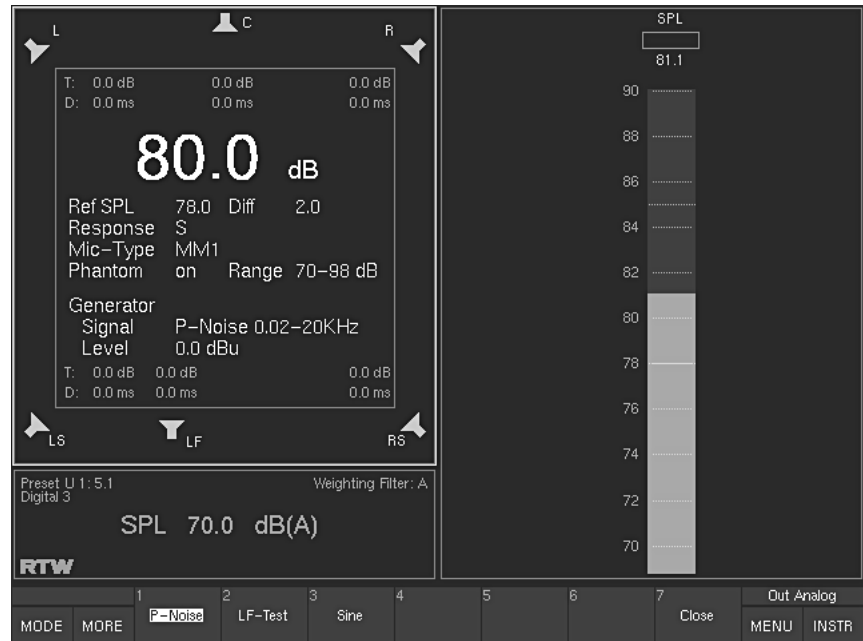 L
C
R
T: 0.0 dB 0.0 dB 0.0 dB
D: 0.0 ms 0.0 ms 0.0 ms
80.0 dB
Ref SPL 78.0 Diff 2.0
Response S
Mic-Type MM1
Phantom on Range 70-98 dB
Generator
Signal P-Noise 0.02-20KHz
Level 0.0 dBu
T: 0.0 dB 0.0 dB 0.0 dB
D: 0.0 ms 0.0 ms 0.0 ms
LS
LF
RS
Preset U 1: 5.1 Weighting Filter: A
Digital 3
SPL 70.0 dB(A)
RTW
SPL
81.1
90
88
86
84
82
80
78
76
74
72
70
1 2 3 4 5 6 7 Out Analog
MODE MORE P-Noise LF-Test Sine Close MENU INSTR